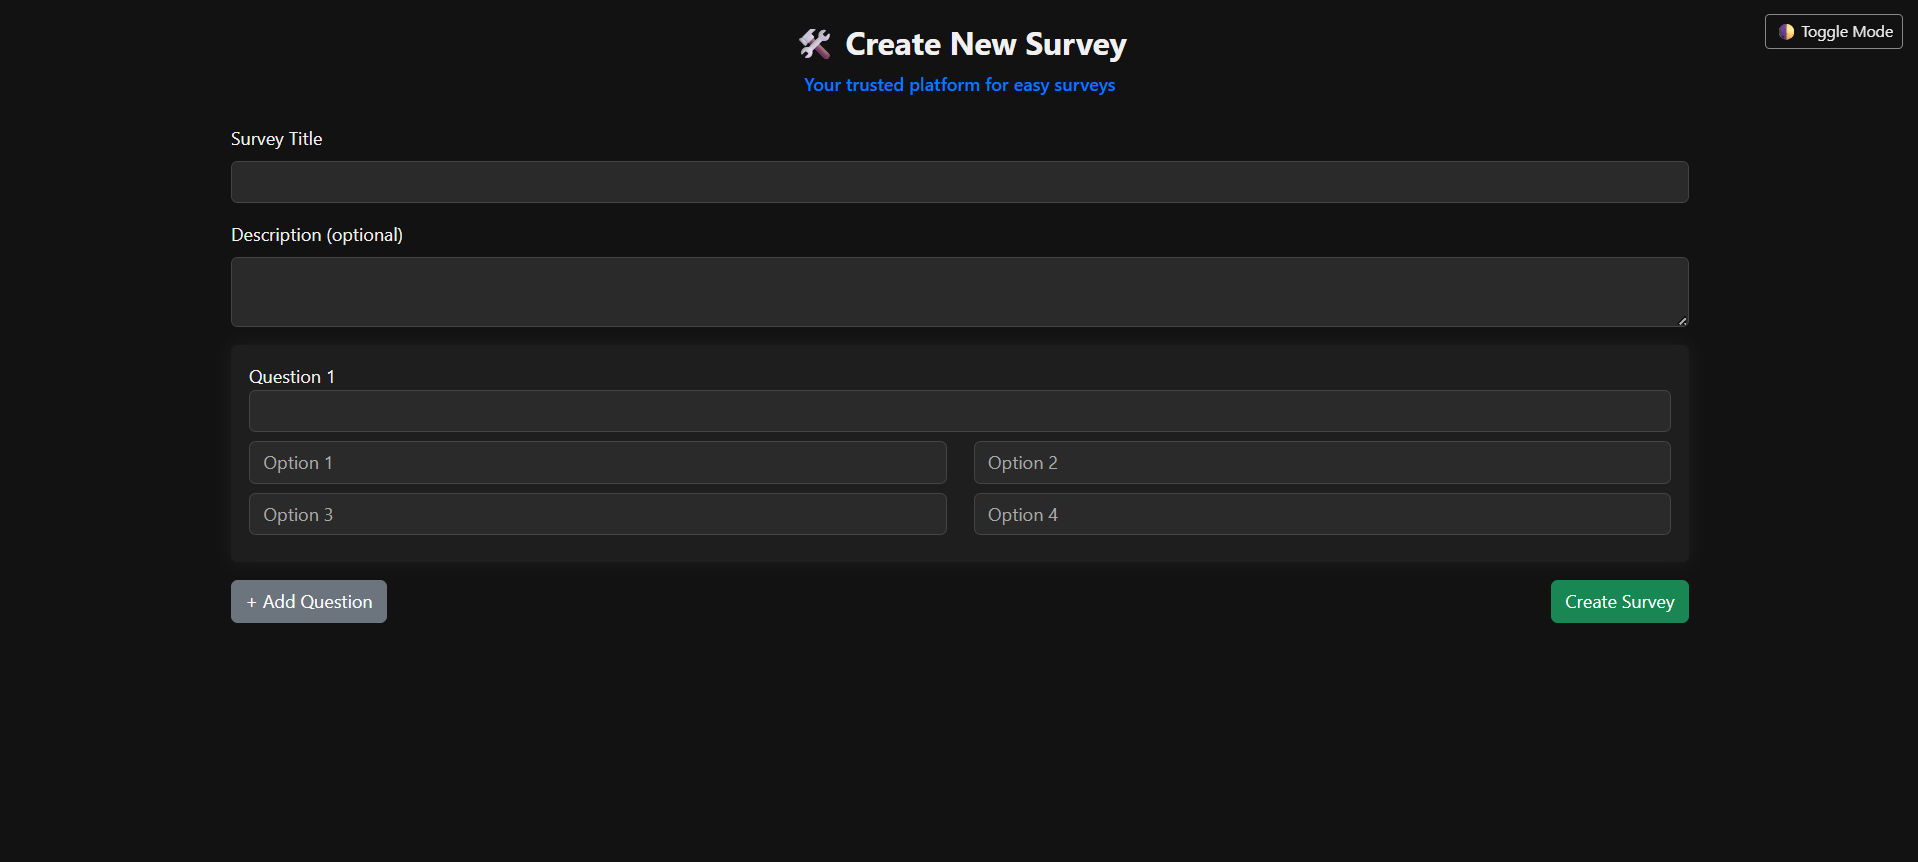 🛠️ Create New Survey
Your trusted platform for easy surveys
🌓 Toggle Mode
Survey Title
Description (optional)
Question 1
Option 1
Option 2
Option 3
Option 4
+ Add Question
Create Survey